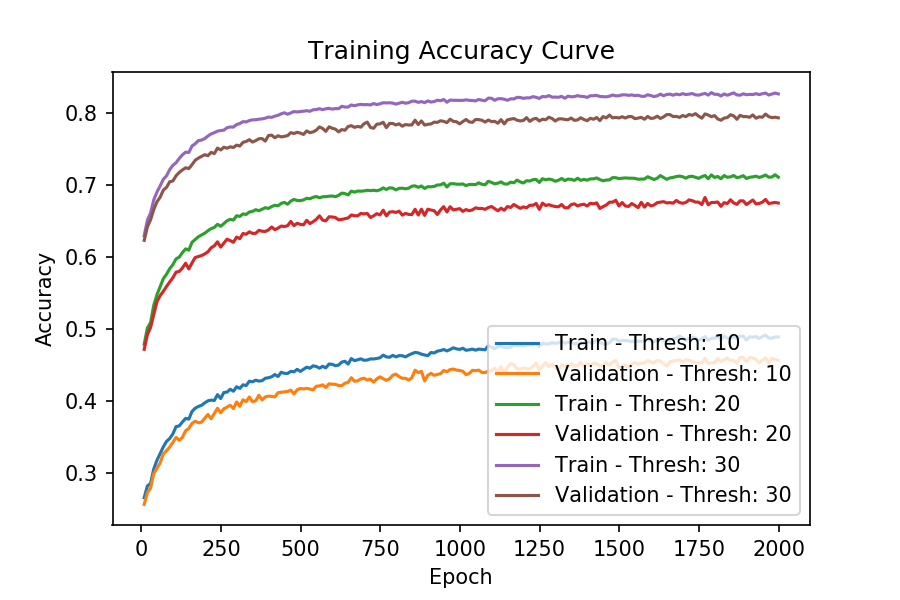 Training Accuracy Curve
Accuracy
0.8
0.7
0.6
0.5
0.4
0.3
Train - Thresh: 10
Validation - Thresh: 10
Train - Thresh: 20
Validation - Thresh: 20
Train - Thresh: 30
Validation - Thresh: 30
0 250 500 750 1000 1250 1500 1750 2000
Epoch